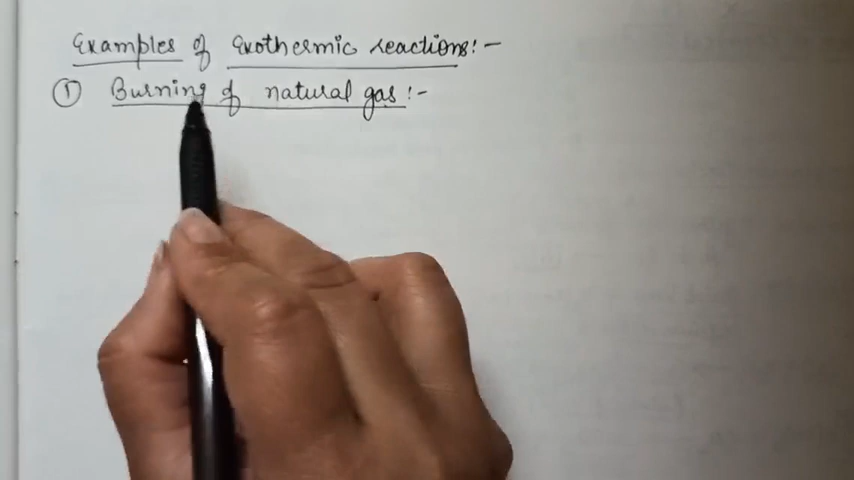 Examples of Exothermic reactions:-
① Burning of natural gas:-